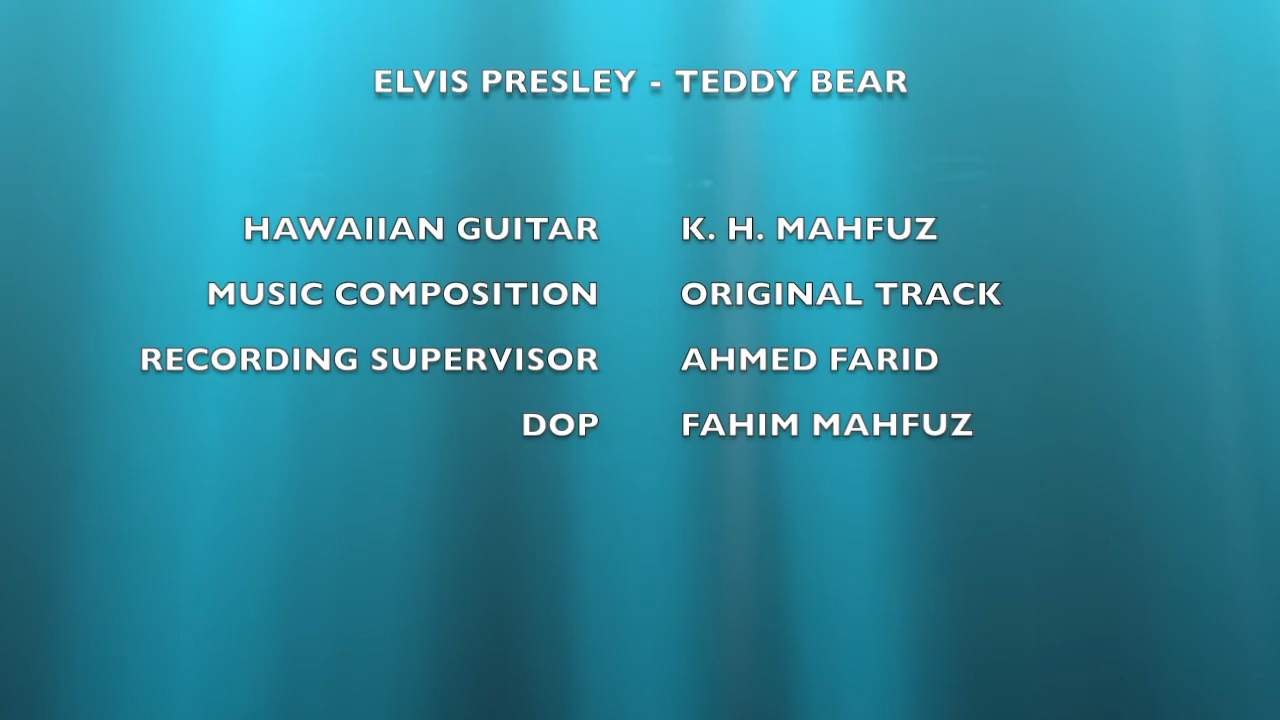 ELVIS PRESLEY - TEDDY BEAR
HAWAIIAN GUITAR K. H. MAHFUZ
MUSIC COMPOSITION ORIGINAL TRACK
RECORDING SUPERVISOR AHMED FARID
DOP FAHIM MAHFUZ